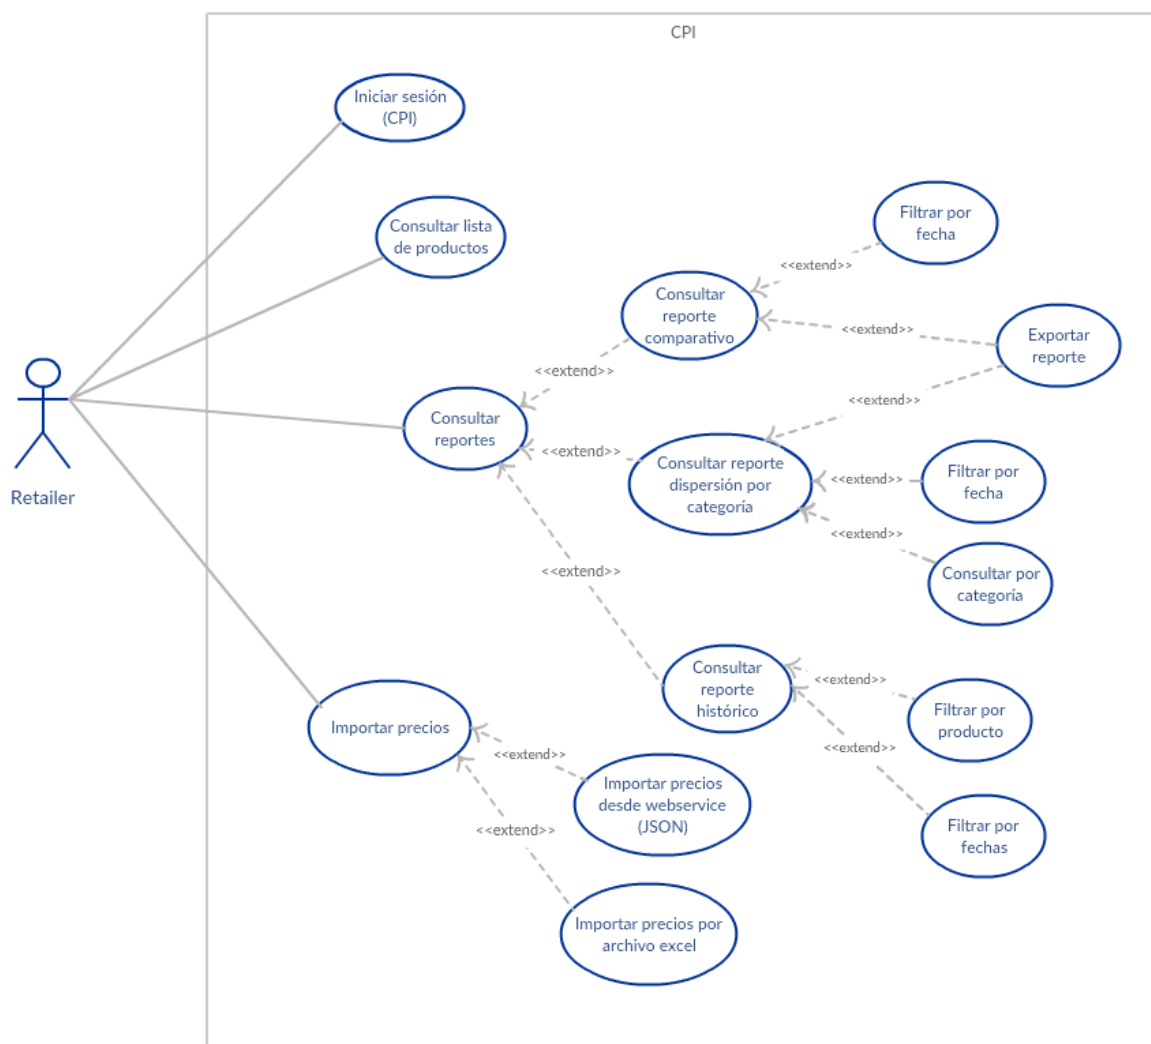 CPI
Iniciar sesión
(CPI)
Consultar lista
de productos
Filtrar por
fecha
<<extend>>
Consultar
reporte
comparativo
<<extend>>
Exportar
reporte
<<extend>>
<<extend>>
Retailer
Consultar
reportes
<<extend>>
Consultar reporte
dispersión por
categoría
<<extend>>
Filtrar por
fecha
<<extend>>
Consultar por
categoría
<<extend>>
Consultar
reporte
histórico
<<extend>>
Filtrar por
producto
<<extend>>
Filtrar por
fechas
Importar precios
<<extend>>
Importar precios
desde webservice
(JSON)
<<extend>>
Importar precios por
archivo excel